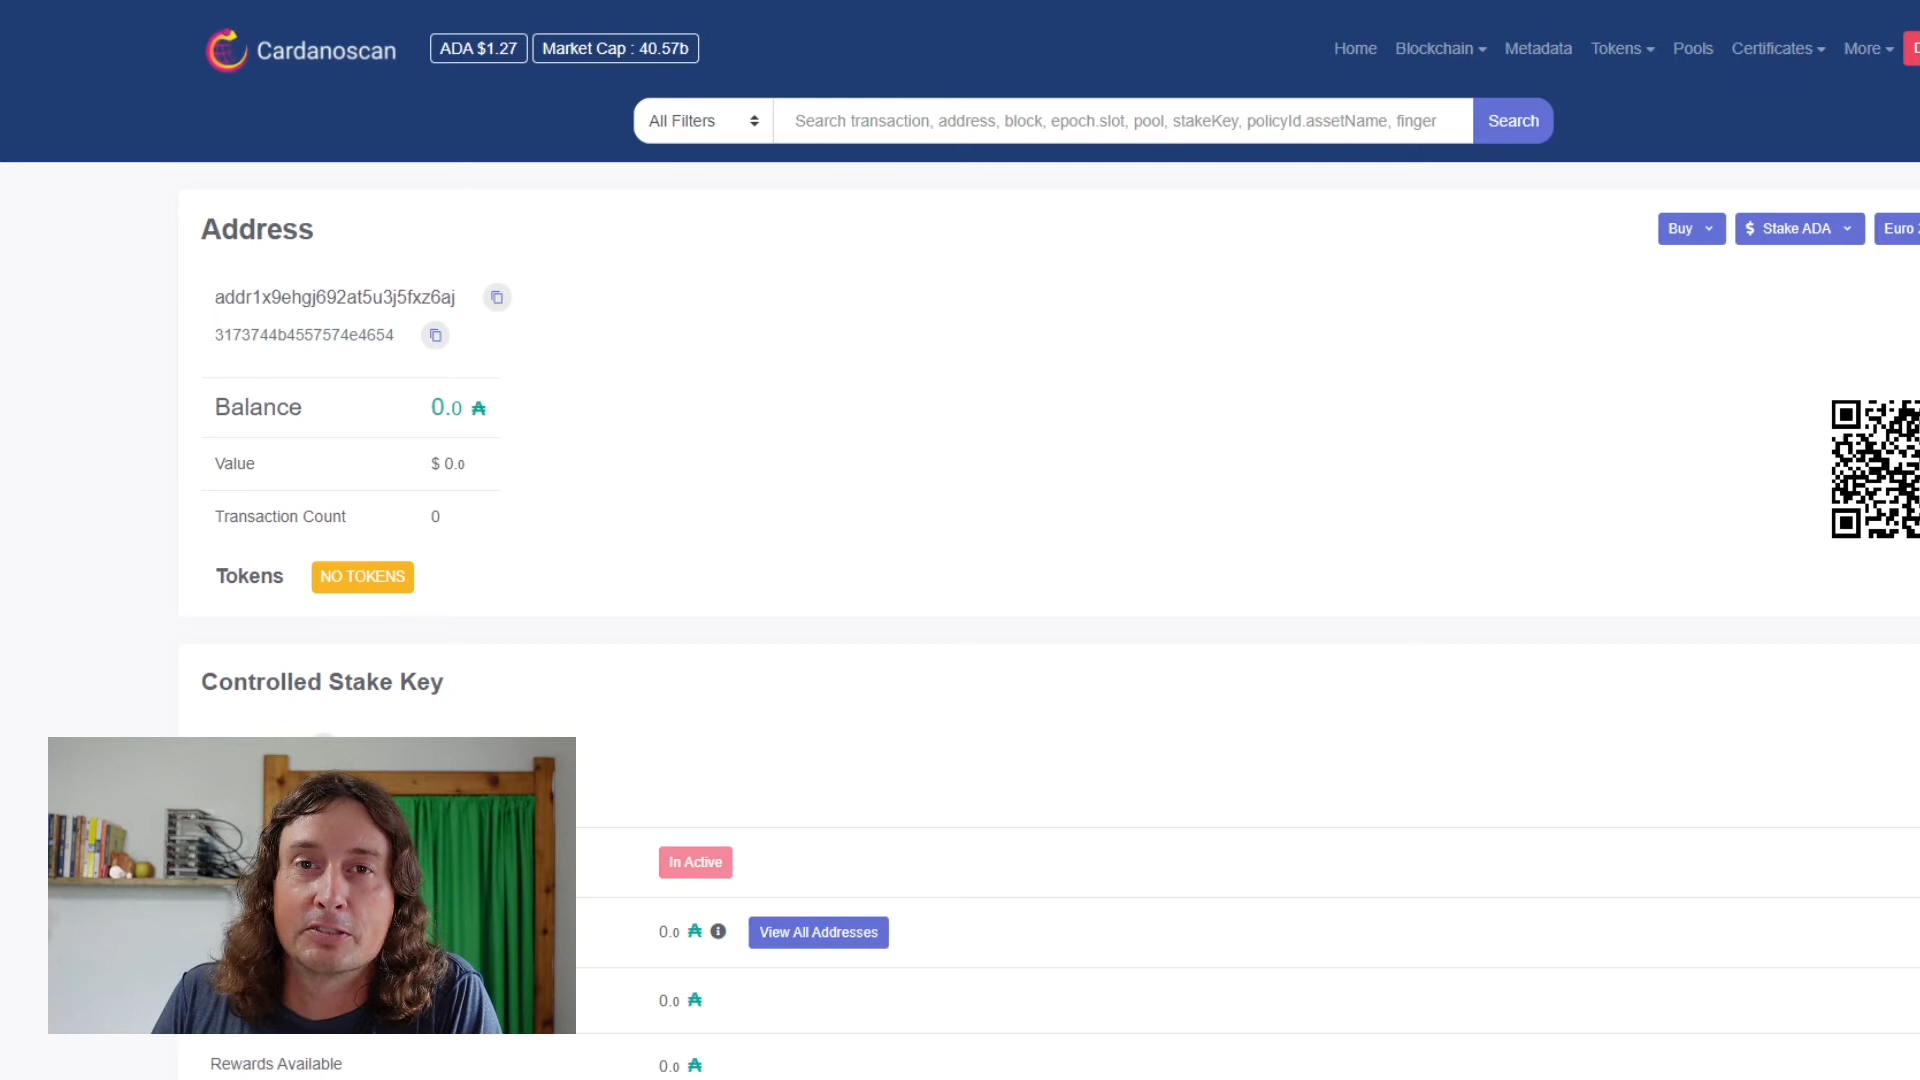 Cardanoscan
ADA $1.27
Market Cap : 40.57b
Home
Blockchain
Metadata
Tokens
Pools
Certificates
More
All Filters
Search transaction, address, block, epoch.slot, pool, stakeKey, policyId.assetName, finger
Search
Address
Buy
$ Stake ADA
Euro
addr1x9ehgj692at5u3j5fxz6aj
3173744b4557574e4654
Balance
0.0 ₳
Value
$ 0.0
Transaction Count
0
Tokens
NO TOKENS
Controlled Stake Key
In Active
0.0 ₳
View All Addresses
0.0 ₳
Rewards Available
0.0 ₳